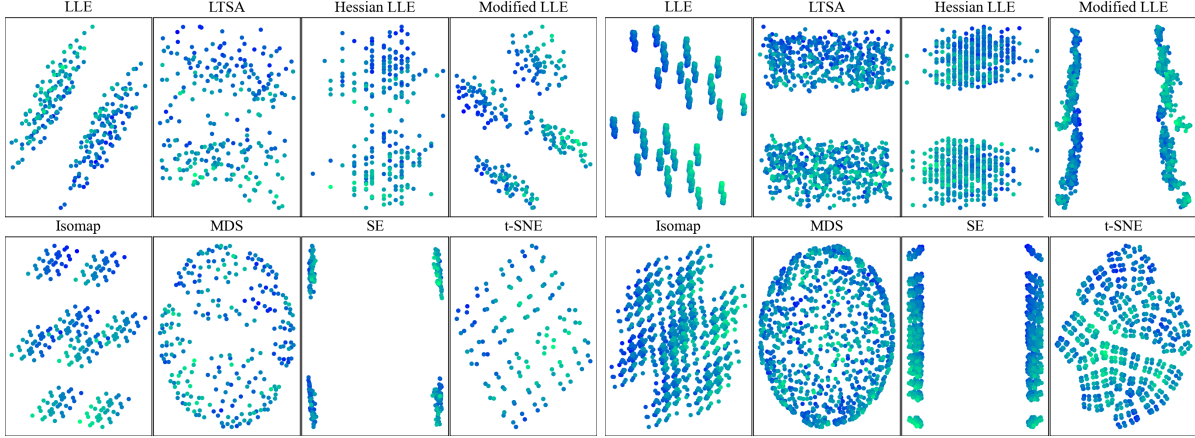 LLE LTSA Hessian LLE Modified LLE LLE LTSA Hessian LLE Modified LLE
Isomap MDS SE t-SNE Isomap MDS SE t-SNE